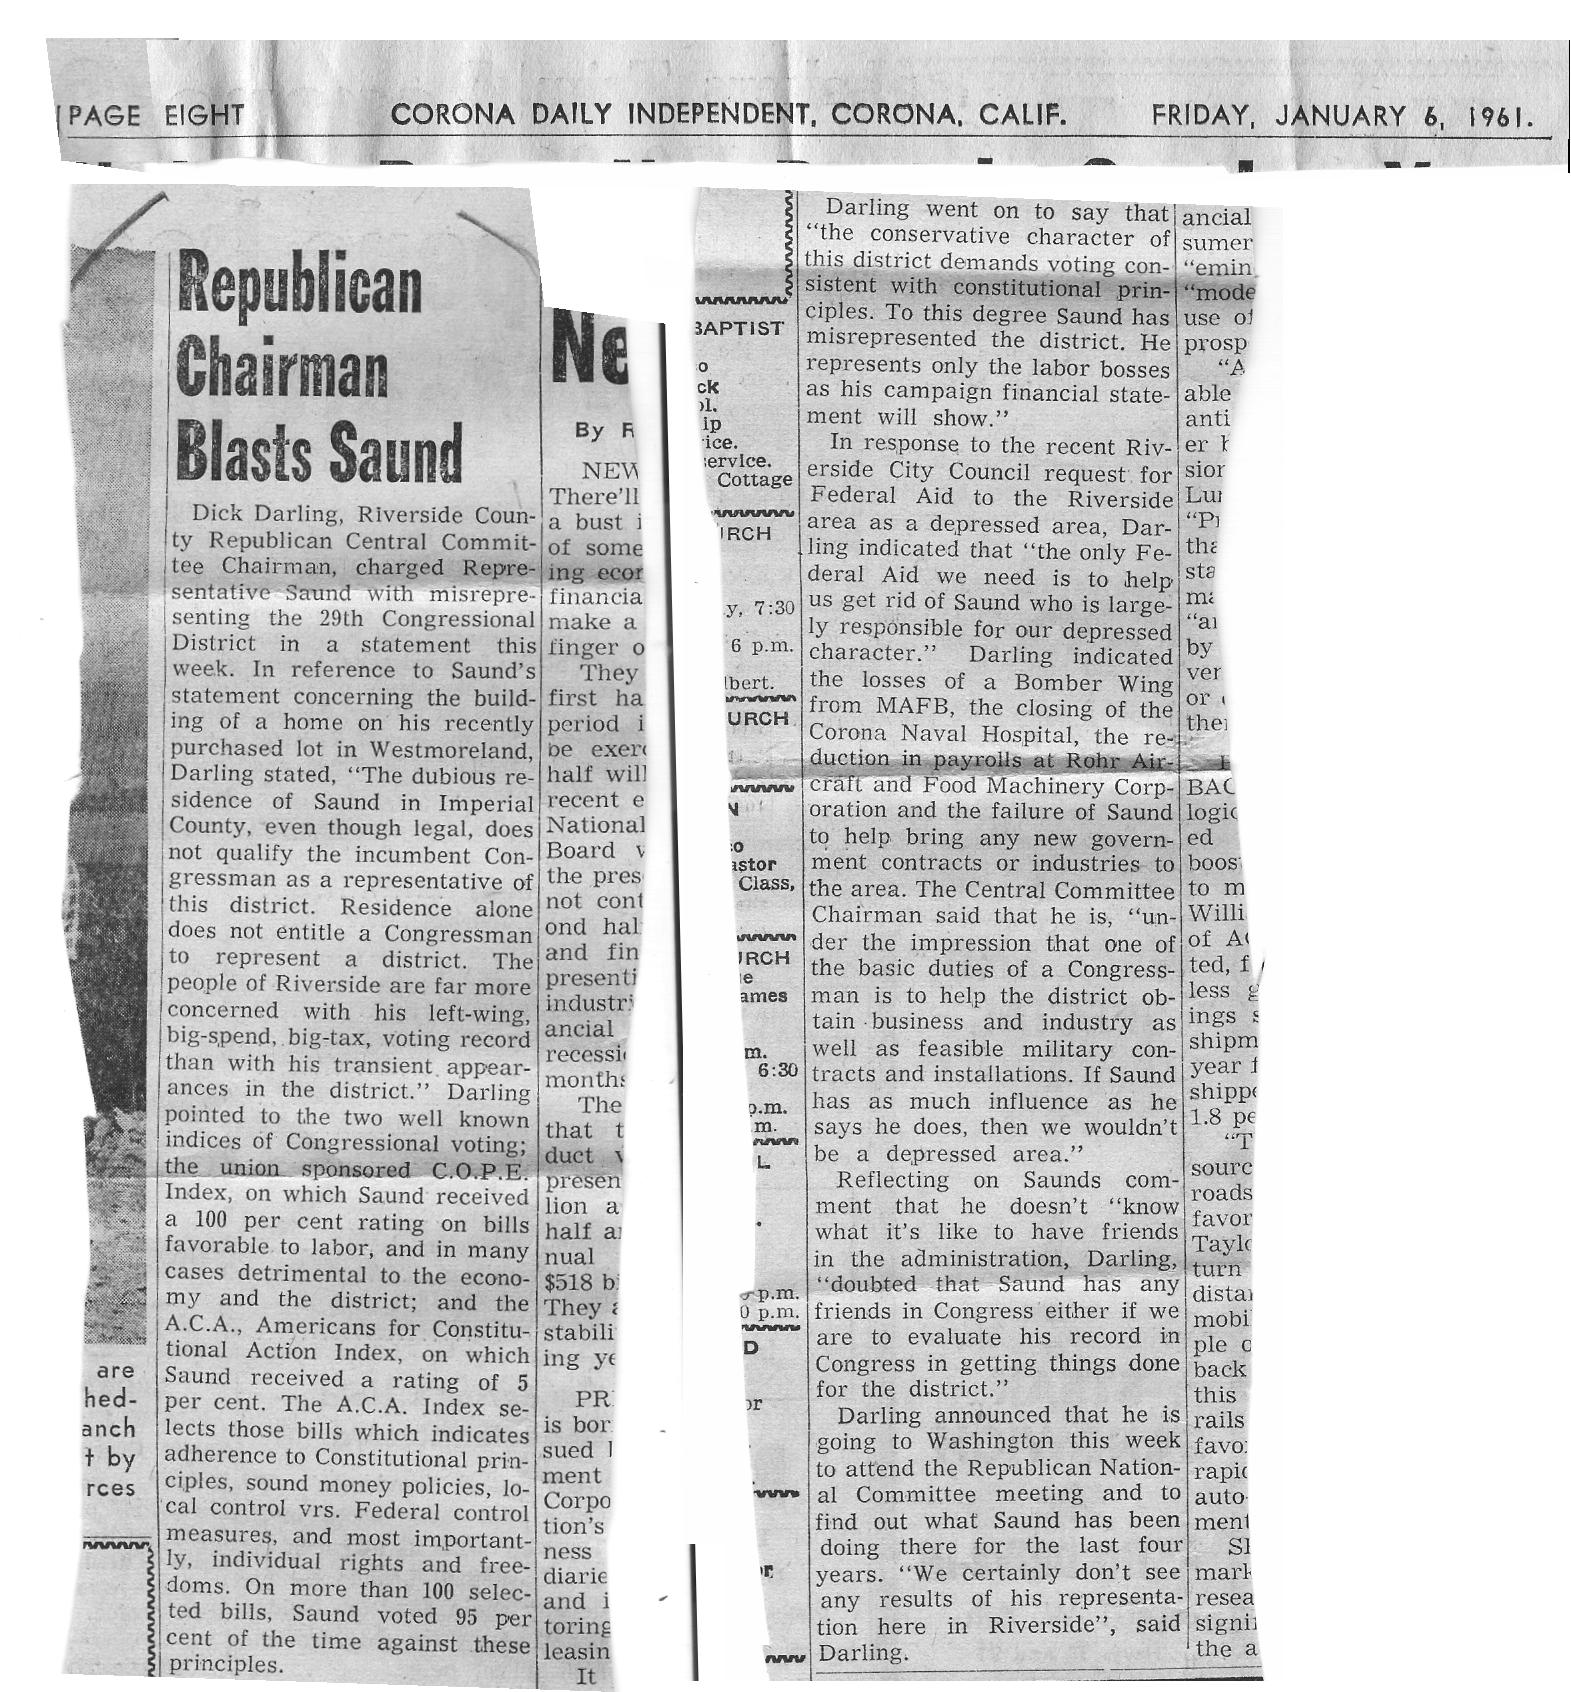 PAGE EIGHT CORONA DAILY INDEPENDENT, CORONA, CALIF. FRIDAY, JANUARY 6, 1961.
Republican
Chairman
Blasts Saund
Dick Darling, Riverside Coun-
ty Republican Central Commit-
tee Chairman, charged Repre-
sentative Saund with misrepre-
senting the 29th Congressional
District in a statement this
week. In reference to Saund's
statement concerning the build-
ing of a home on his recently
purchased lot in Westmoreland,
Darling stated, "The dubious re-
sidence of Saund in Imperial
County, even though legal, does
not qualify the incumbent Con-
gressman as a representative of
this district. Residence alone
does not entitle a Congressman
to represent a district. The
people of Riverside are far more
concerned with his left-wing,
big-spend, big-tax, voting record
than with his transient appear-
ances in the district." Darling
pointed to the two well known
indices of Congressional voting;
the union sponsored C.O.P.E.
Index, on which Saund received
a 100 per cent rating on bills
favorable to labor, and in many
cases detrimental to the econo-
my and the district; and the
A.C.A., Americans for Constitu-
tional Action Index, on which
Saund received a rating of 5
per cent. The A.C.A. Index se-
lects those bills which indicates
adherence to Constitutional prin-
ciples, sound money policies, lo-
cal control vrs. Federal control
measures, and most important-
ly, individual rights and free-
doms. On more than 100 selec-
ted bills, Saund voted 95 per
cent of the time against these
principles.
Darling went on to say that
"the conservative character of
this district demands voting con-
sistent with constitutional prin-
ciples. To this degree Saund has
misrepresented the district. He
represents only the labor bosses
as his campaign financial state-
ment will show."
In response to the recent Riv-
erside City Council request for
Federal Aid to the Riverside
area as a depressed area, Dar-
ling indicated that "the only Fe-
deral Aid we need is to help
us get rid of Saund who is large-
ly responsible for our depressed
character." Darling indicated
the losses of a Bomber Wing
from MAFB, the closing of the
Corona Naval Hospital, the re-
duction in payrolls at Rohr Air-
craft and Food Machinery Corp-
oration and the failure of Saund
to help bring any new govern-
ment contracts or industries to
the area. The Central Committee
Chairman said that he is, "un-
der the impression that one of
the basic duties of a Congress-
man is to help the district ob-
tain business and industry as
well as feasible military con-
tracts and installations. If Saund
has as much influence as he
says he does, then we wouldn't
be a depressed area."
Reflecting on Saunds com-
ment that he doesn't "know
what it's like to have friends
in the administration, Darling,
"doubted that Saund has any
friends in Congress either if we
are to evaluate his record in
Congress in getting things done
for the district."
Darling announced that he is
going to Washington this week
to attend the Republican Nation-
al Committee meeting and to
find out what Saund has been
doing there for the last four
years. "We certainly don't see
any results of his representa-
tion here in Riverside", said
Darling.